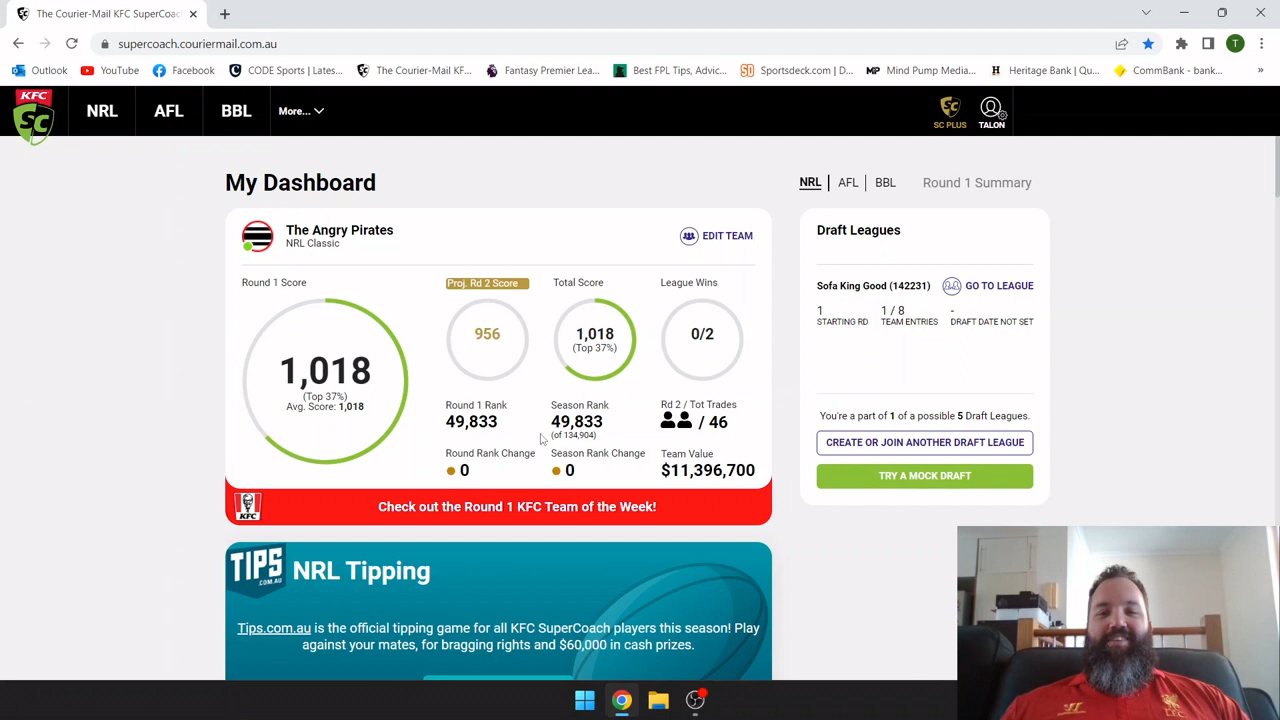 The Courier-Mail KFC SuperCoac
supercoach.couriermail.com.au
T
Outlook
YouTube
Facebook
CODE Sports | Lates...
The Courier-Mail KF...
Fantasy Premier Lea...
Best FPL Tips, Advic...
Sportsdeck.com | D...
MP Mind Pump Media...
H Heritage Bank | Qu...
CommBank - bank...
KFC
SC
NRL
AFL
BBL
More...
SC
SC PLUS
TALON
My Dashboard
NRL | AFL | BBL
Round 1 Summary
The Angry Pirates
NRL Classic
EDIT TEAM
Round 1 Score
Proj. Rd 2 Score
Total Score
League Wins
1,018
(Top 37%)
Avg. Score: 1,018
956
1,018
(Top 37%)
0/2
Round 1 Rank
49,833
Season Rank
49,833
(of 134,904)
Rd 2 / Tot Trades
/ 46
Round Rank Change
0
Season Rank Change
0
Team Value
$11,396,700
KFC
Check out the Round 1 KFC Team of the Week!
Draft Leagues
Sofa King Good (142231)
GO TO LEAGUE
1
STARTING RD
1 / 8
TEAM ENTRIES
-
DRAFT DATE NOT SET
You're a part of 1 of a possible 5 Draft Leagues.
CREATE OR JOIN ANOTHER DRAFT LEAGUE
TRY A MOCK DRAFT
TIPS
.COM.AU
NRL Tipping
Tips.com.au is the official tipping game for all KFC SuperCoach players this season! Play
against your mates, for bragging rights and $60,000 in cash prizes.